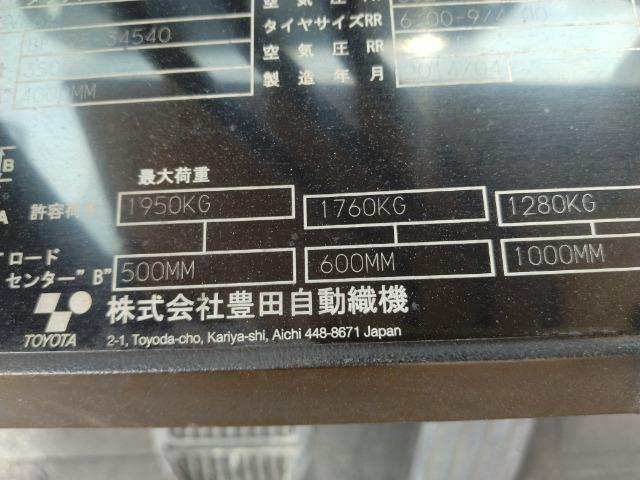 タイヤサイズRR
空気圧RR
製造年月
34540
4000MM
B
最大荷重
A 許容荷重 1950KG 1760KG 1280KG
ロード
センター"B" 500MM 600MM 1000MM
TOYOTA 株式会社豊田自動織機
2-1, Toyoda-cho, Kariya-shi, Aichi 448-8671 Japan